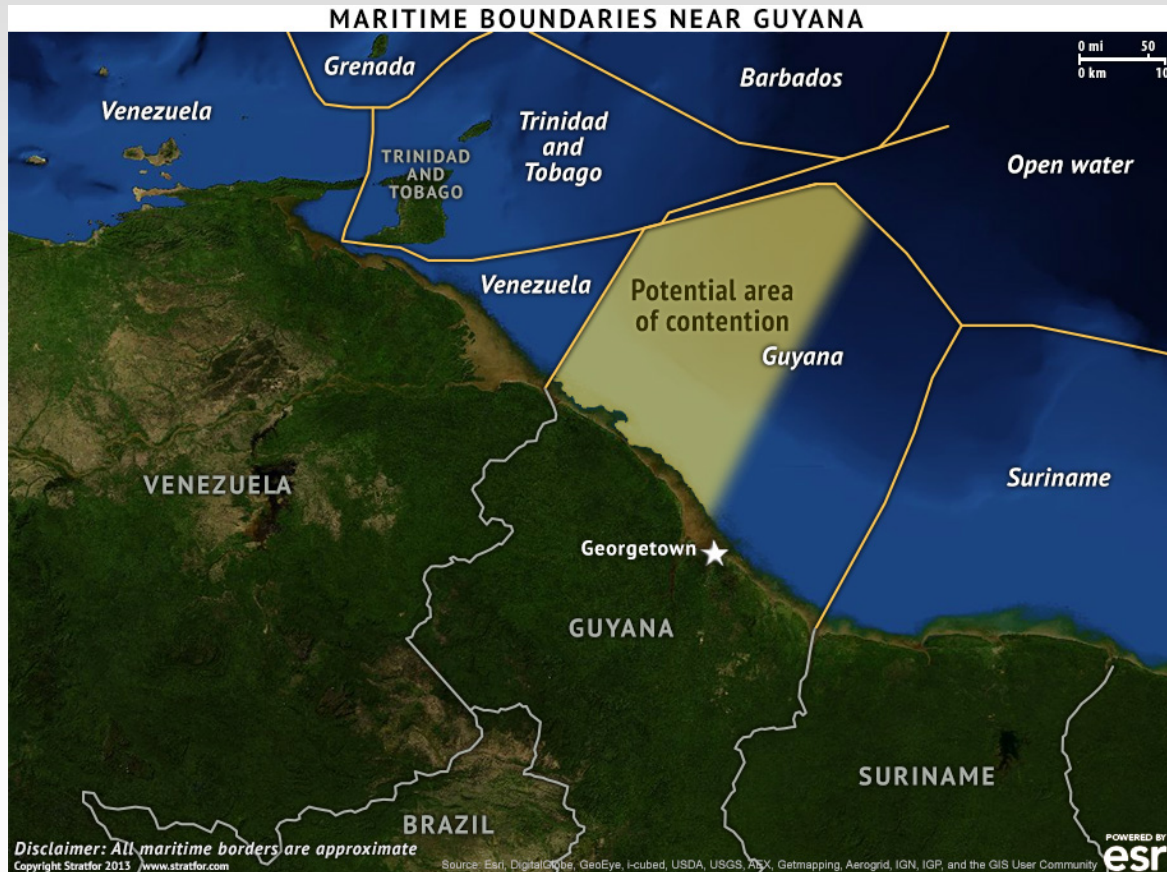 MARITIME BOUNDARIES NEAR GUYANA
0 mi 50
0 km 10
Grenada
Barbados
Venezuela
Trinidad
and
Tobago
TRINIDAD
AND
TOBAGO
Open water
Venezuela
Potential area
of contention
Guyana
VENEZUELA
Suriname
Georgetown
GUYANA
SURINAME
BRAZIL
Disclaimer: All maritime borders are approximate
Copyright Stratfor 2013 www.stratfor.com
Source: Esri, DigitalGlobe, GeoEye, i-cubed, USDA, USGS, AEX, Getmapping, Aerogrid, IGN, IGP, and the GIS User Community
POWERED BY
esr